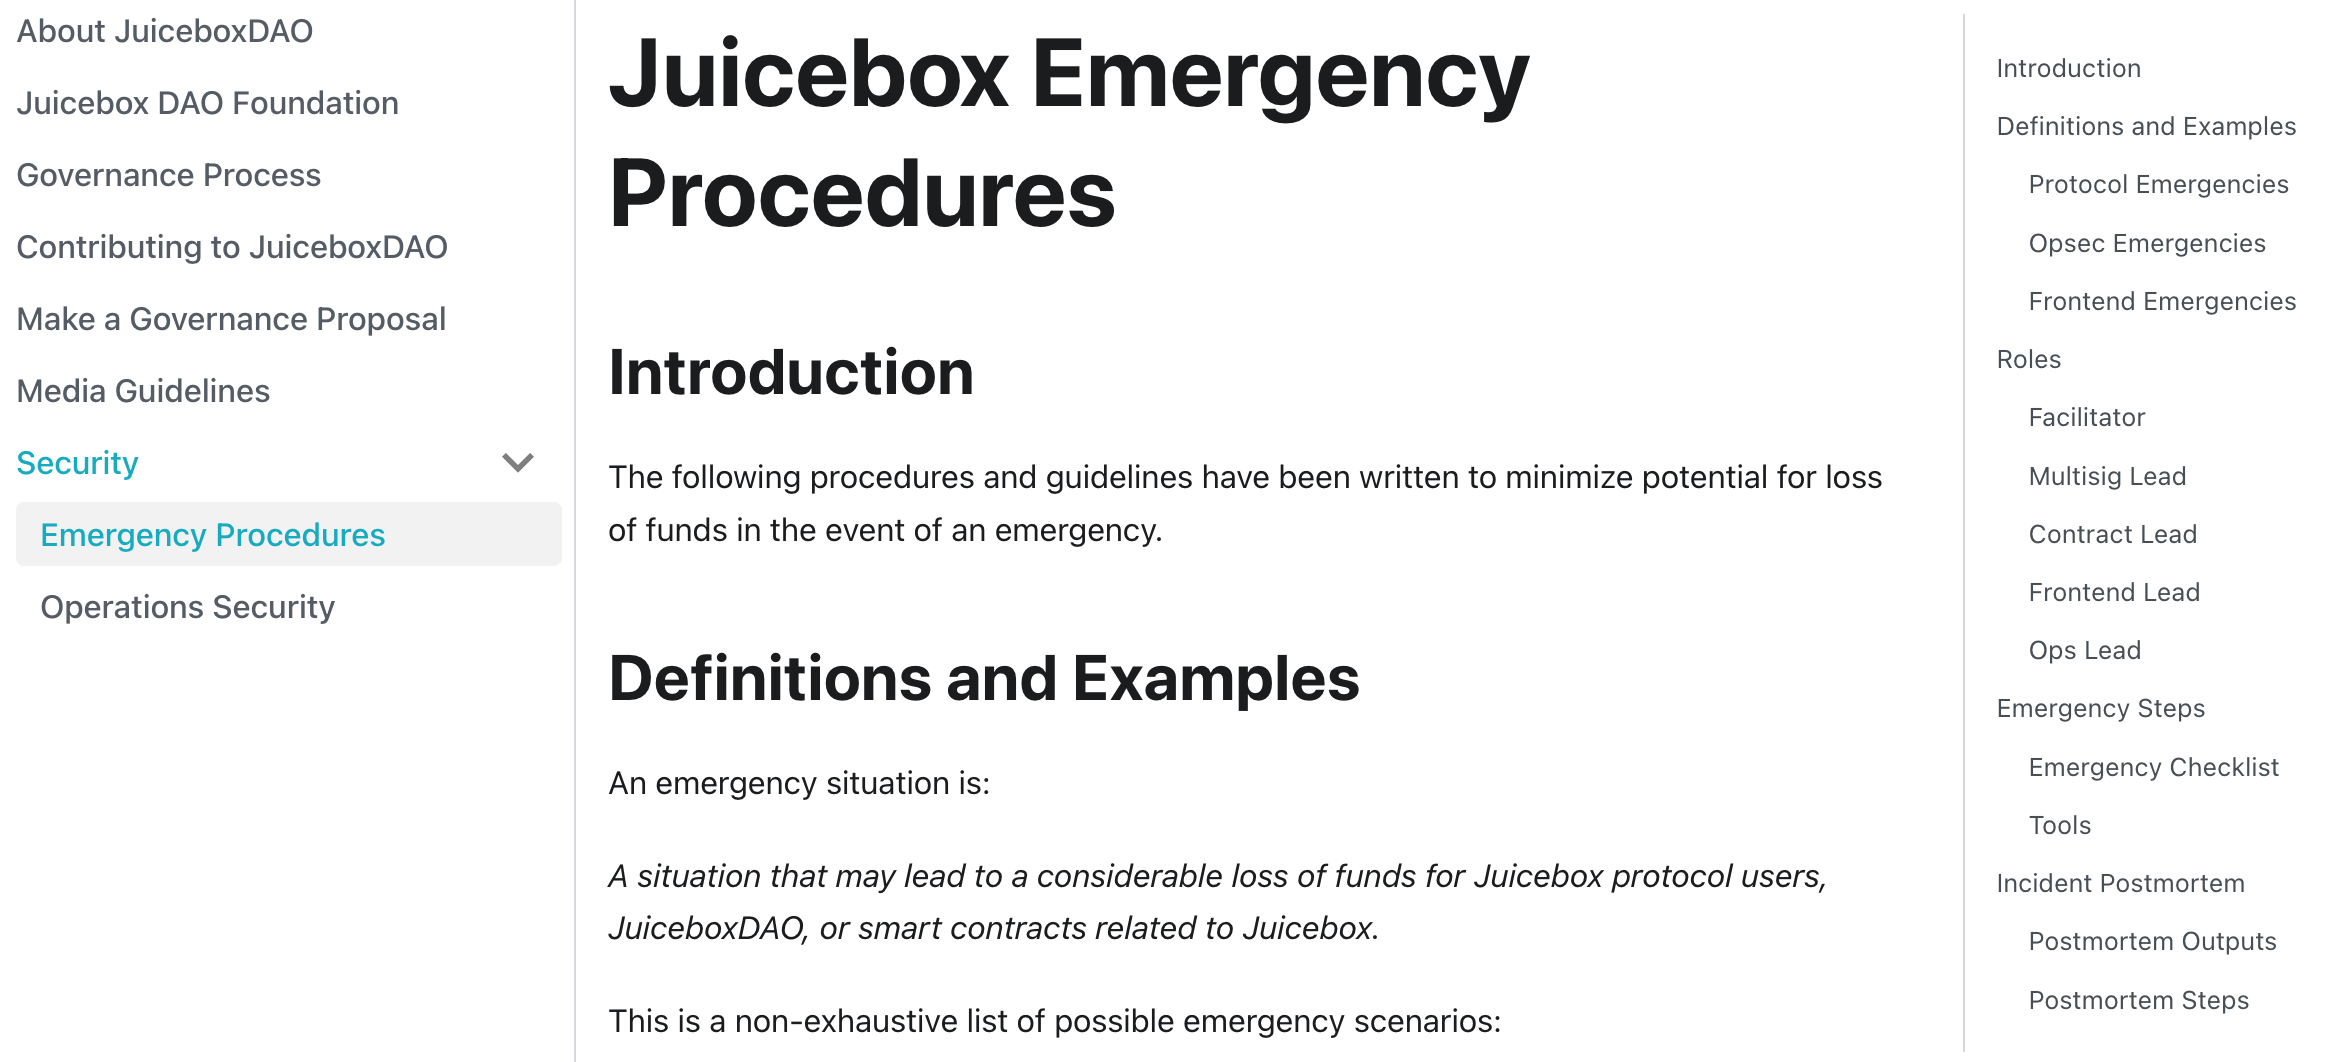 About JuiceboxDAO
Juicebox DAO Foundation
Governance Process
Contributing to JuiceboxDAO
Make a Governance Proposal
Media Guidelines
Security
Emergency Procedures
Operations Security
Juicebox Emergency
Procedures
Introduction
The following procedures and guidelines have been written to minimize potential for loss
of funds in the event of an emergency.
Definitions and Examples
An emergency situation is:
A situation that may lead to a considerable loss of funds for Juicebox protocol users,
JuiceboxDAO, or smart contracts related to Juicebox.
This is a non-exhaustive list of possible emergency scenarios:
Introduction
Definitions and Examples
Protocol Emergencies
Opsec Emergencies
Frontend Emergencies
Roles
Facilitator
Multisig Lead
Contract Lead
Frontend Lead
Ops Lead
Emergency Steps
Emergency Checklist
Tools
Incident Postmortem
Postmortem Outputs
Postmortem Steps